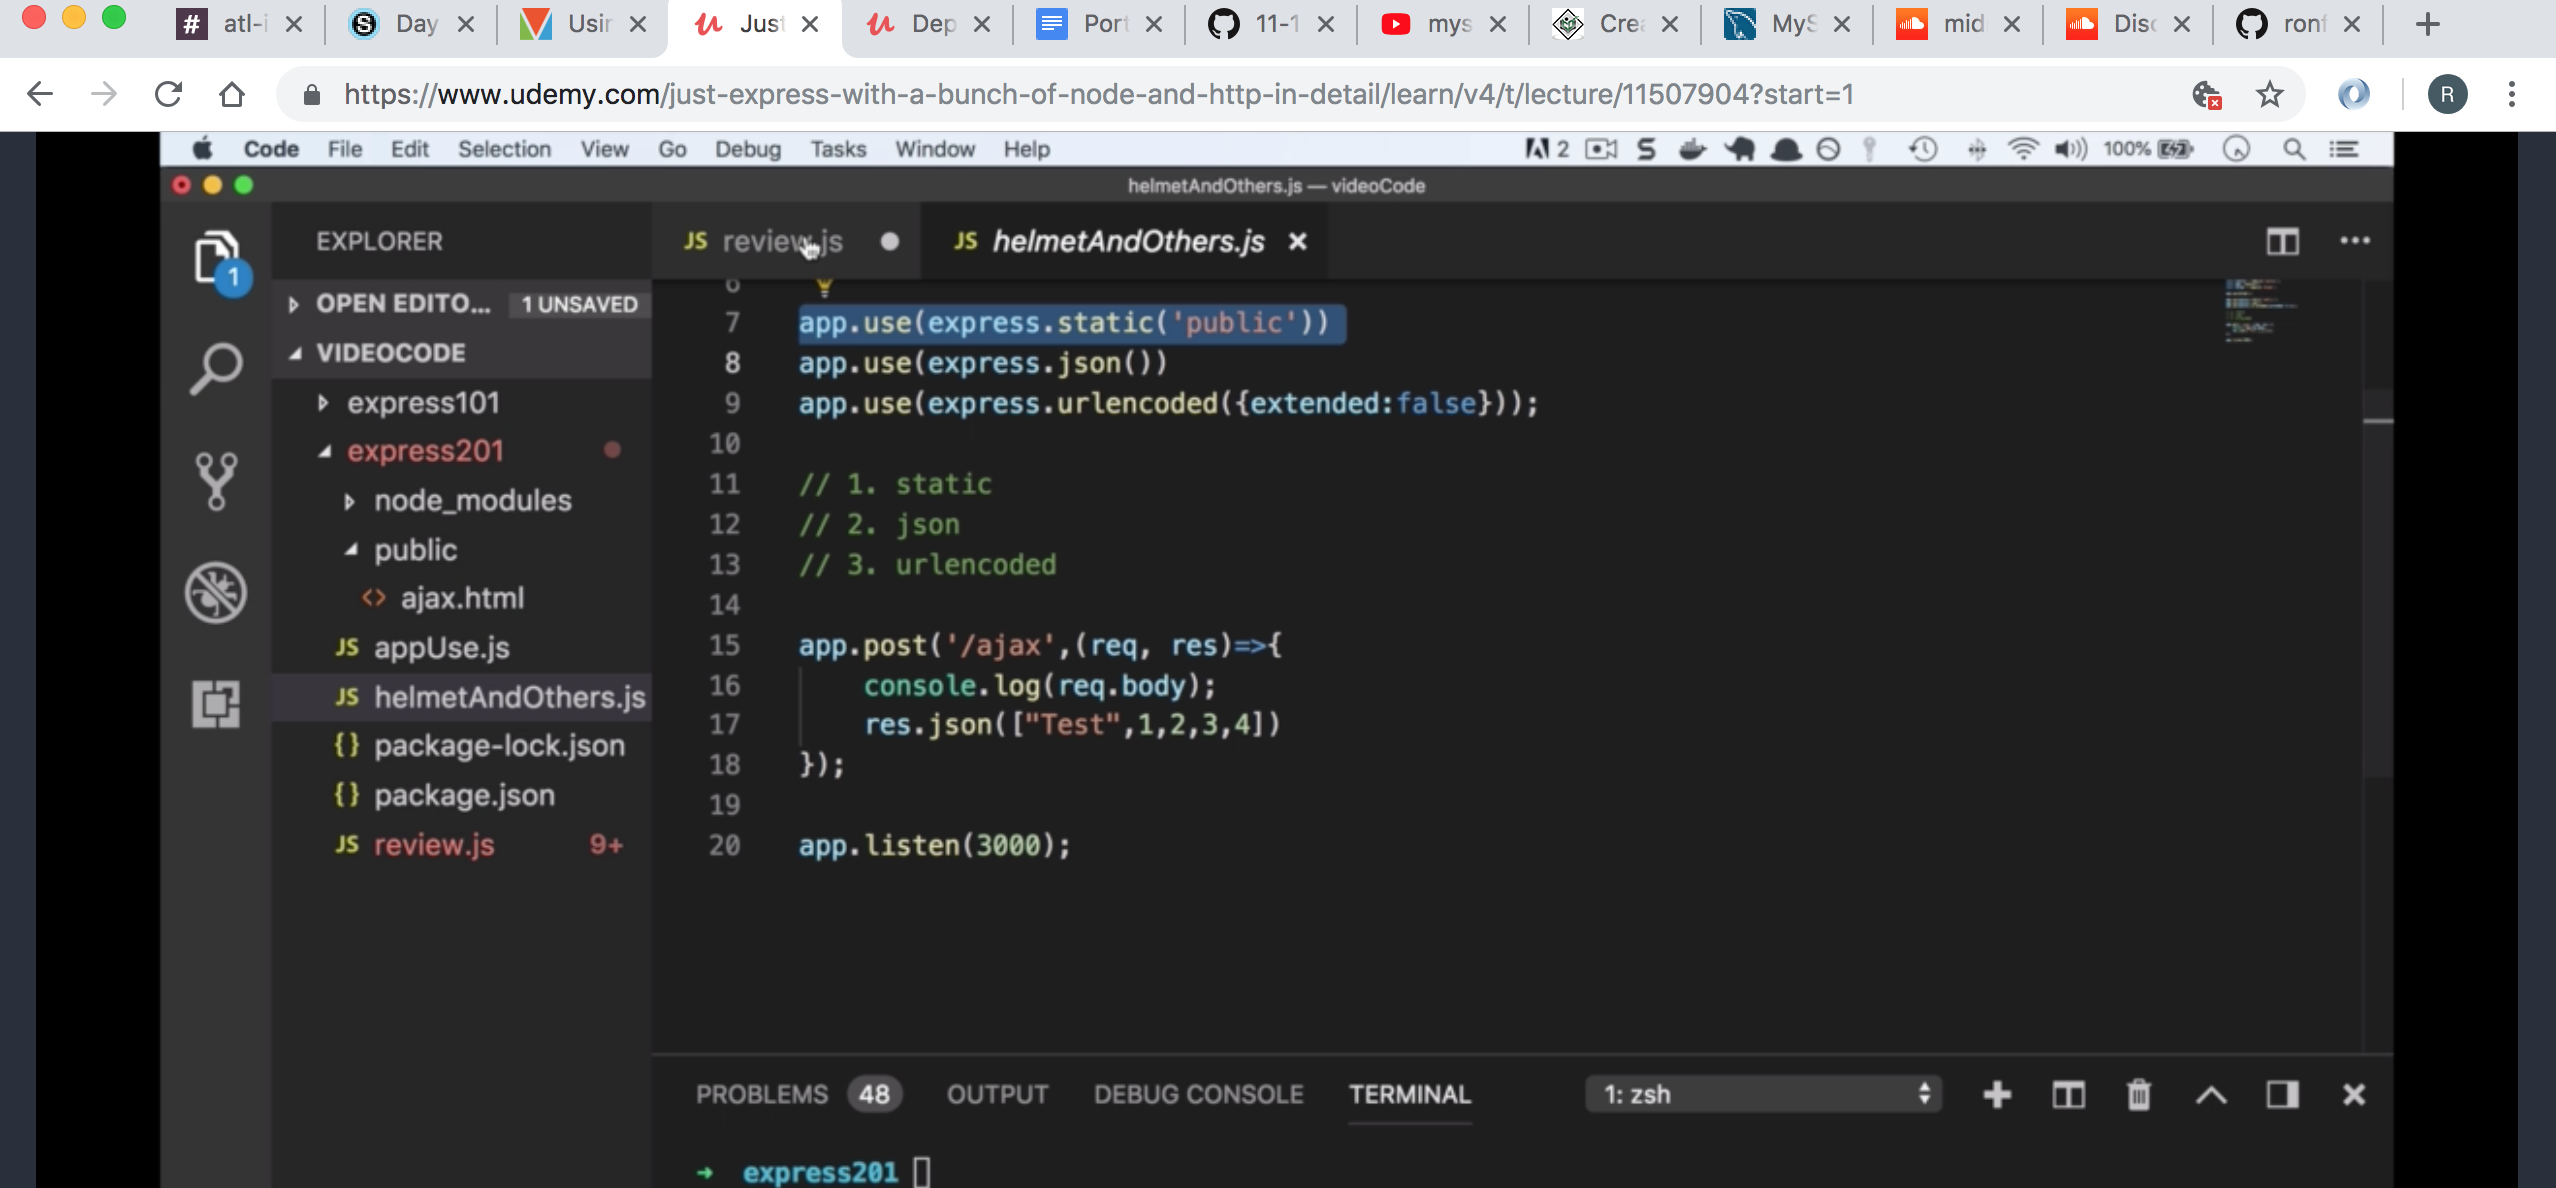 atl-i
Day
Usir
Just
Dep
Port
11-1
mys
Crea
MyS
mid
Disc
ronf
https://www.udemy.com/just-express-with-a-bunch-of-node-and-http-in-detail/learn/v4/t/lecture/11507904?start=1
R
Code File Edit Selection View Go Debug Tasks Window Help
2
100%
helmetAndOthers.js — videoCode
EXPLORER
JS review.js
JS helmetAndOthers.js
1
OPEN EDITO... 1 UNSAVED
VIDEOCODE
express101
express201
node_modules
public
<> ajax.html
JS appUse.js
JS helmetAndOthers.js
{} package-lock.json
{} package.json
JS review.js 9+
6
7 app.use(express.static('public'))
8 app.use(express.json())
9 app.use(express.urlencoded({extended:false}));
10
11 // 1. static
12 // 2. json
13 // 3. urlencoded
14
15 app.post('/ajax',(req, res)=>{
16 console.log(req.body);
17 res.json(["Test",1,2,3,4])
18 });
19
20 app.listen(3000);
PROBLEMS 48 OUTPUT DEBUG CONSOLE TERMINAL 1: zsh
➜ express201